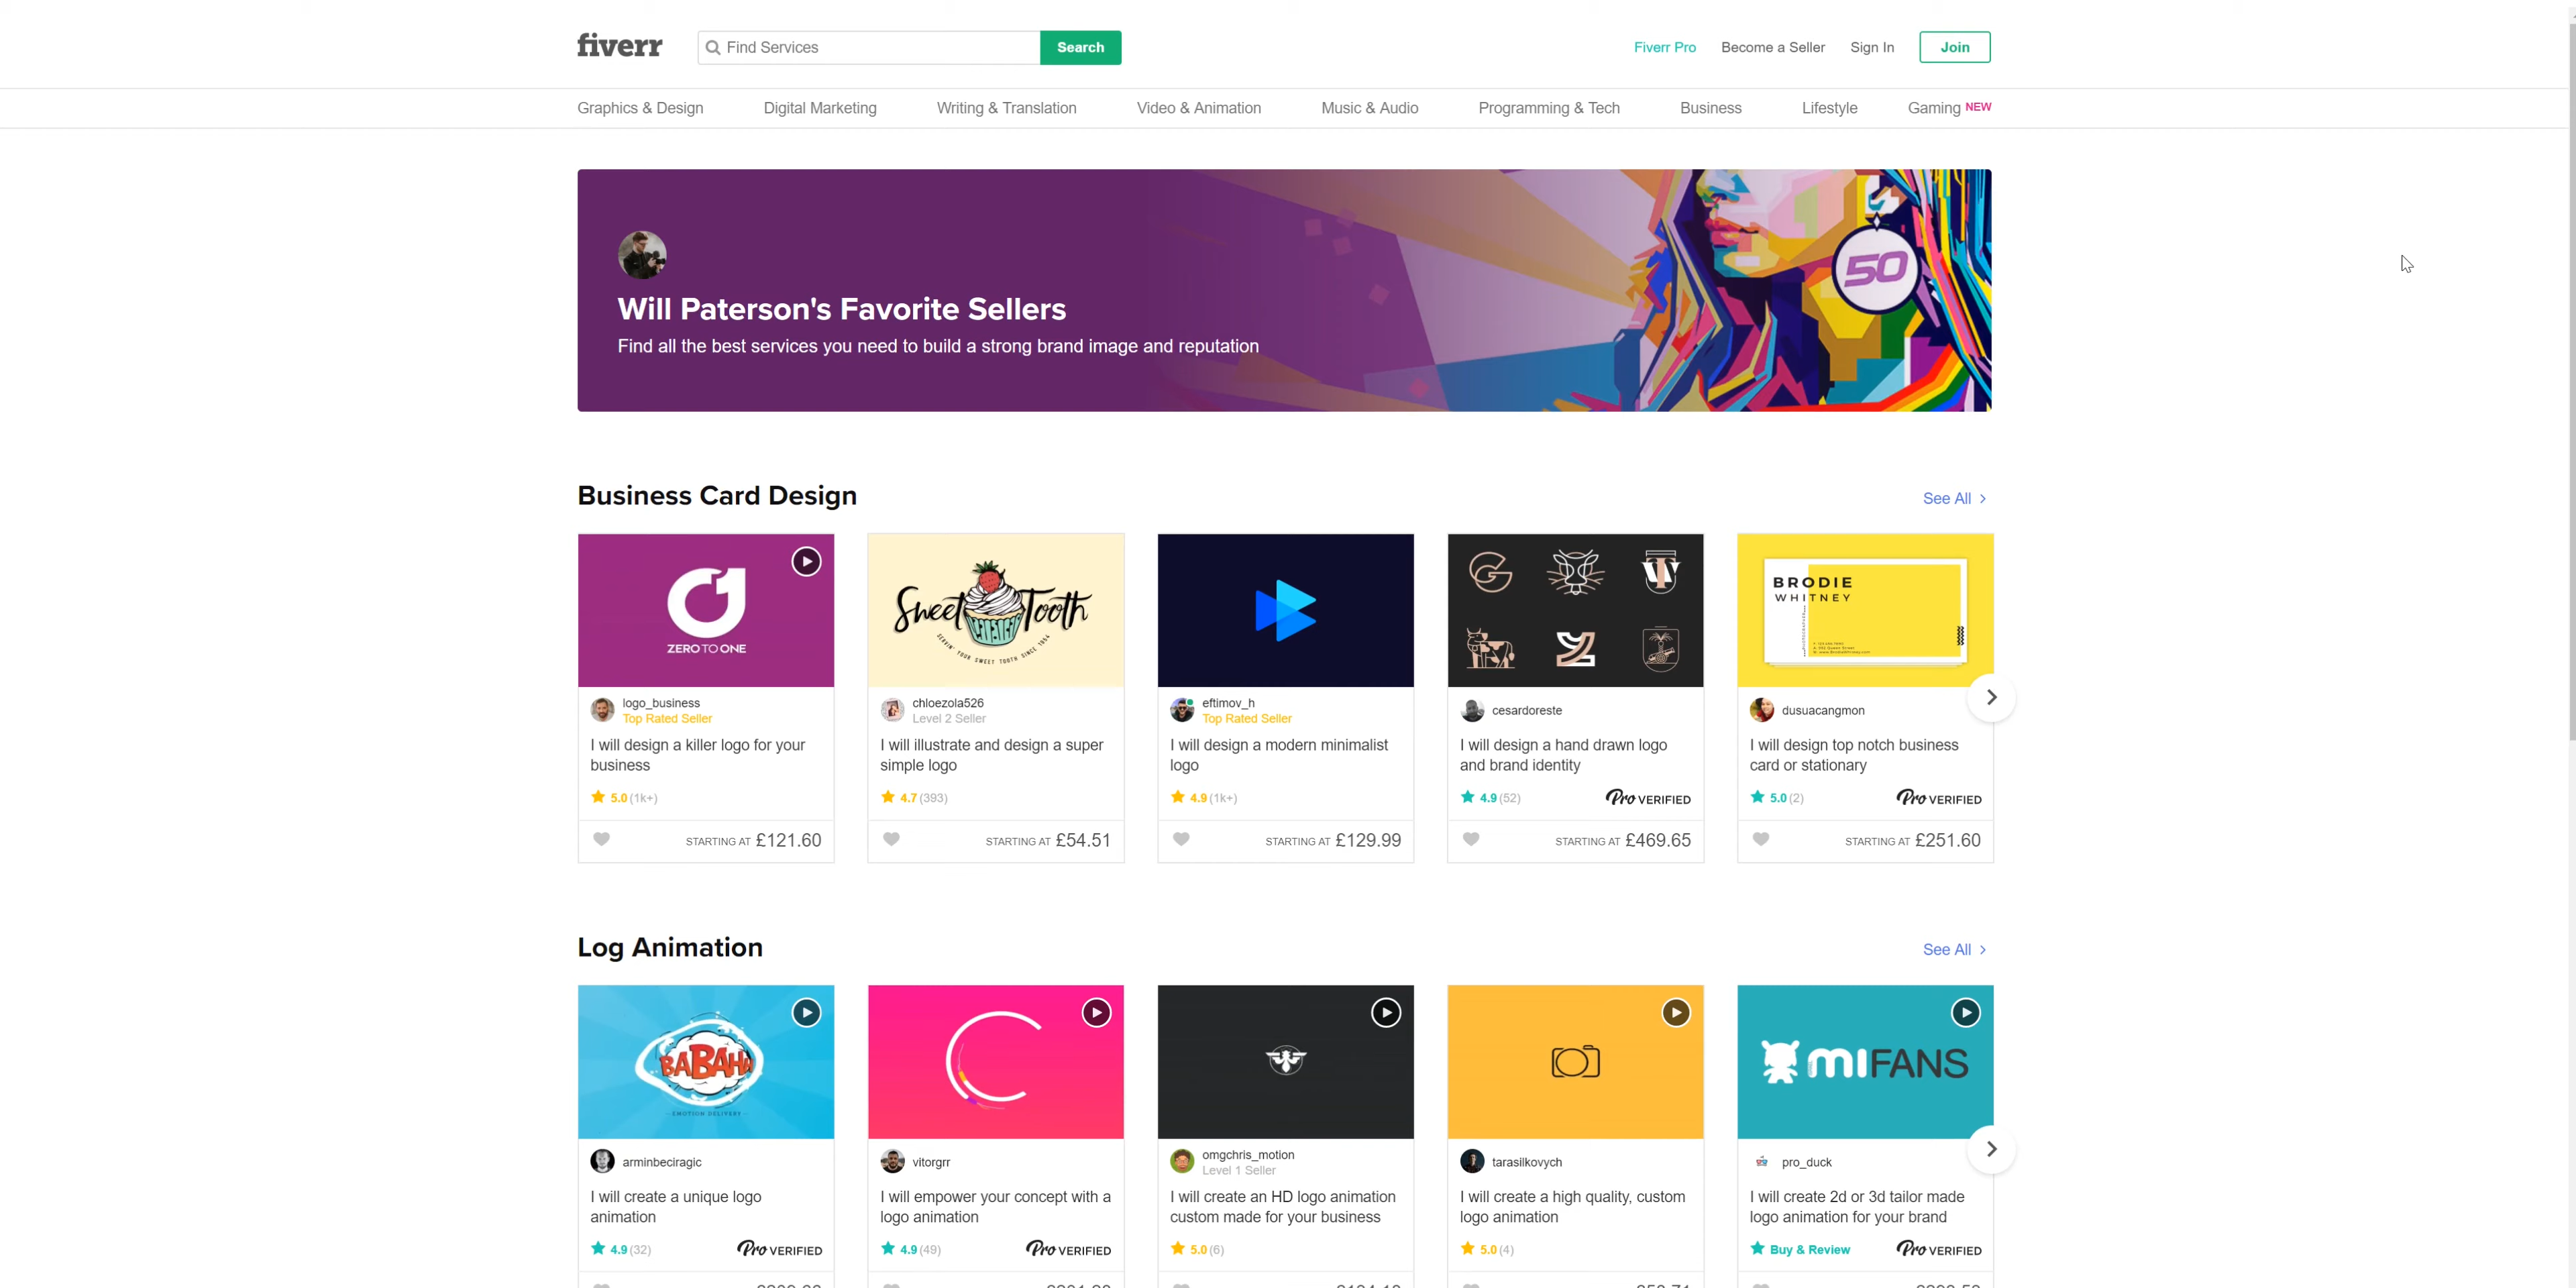 fiverr
Find Services
Search
Fiverr Pro
Become a Seller
Sign In
Join
Graphics & Design
Digital Marketing
Writing & Translation
Video & Animation
Music & Audio
Programming & Tech
Business
Lifestyle
Gaming NEW
50
Will Paterson's Favorite Sellers
Find all the best services you need to build a strong brand image and reputation
Business Card Design
See All
ZERO TO ONE
logo_business
Top Rated Seller
I will design a killer logo for your
business
5.0 (1k+)
STARTING AT £121.60
Sweet Tooth
SERVIN' YOUR SWEET TOOTH SINCE 1964
chloezola526
Level 2 Seller
I will illustrate and design a super
simple logo
4.7 (393)
STARTING AT £54.51
eftimov_h
Top Rated Seller
I will design a modern minimalist
logo
4.9 (1k+)
STARTING AT £129.99
cesardoreste
I will design a hand drawn logo
and brand identity
4.9 (52)
Pro VERIFIED
STARTING AT £469.65
BRODIE
WHITNEY
dusuacangmon
I will design top notch business
card or stationary
5.0 (2)
Pro VERIFIED
STARTING AT £251.60
Log Animation
See All
BABAHA
EMOTION DELIVERY
arminbeciragic
I will create a unique logo
animation
4.9 (32)
Pro VERIFIED
vitorgrr
I will empower your concept with a
logo animation
4.9 (49)
Pro VERIFIED
omgchris_motion
Level 1 Seller
I will create an HD logo animation
custom made for your business
5.0 (6)
tarasilkovych
I will create a high quality, custom
logo animation
5.0 (4)
MIFANS
pro_duck
I will create 2d or 3d tailor made
logo animation for your brand
Buy & Review
Pro VERIFIED